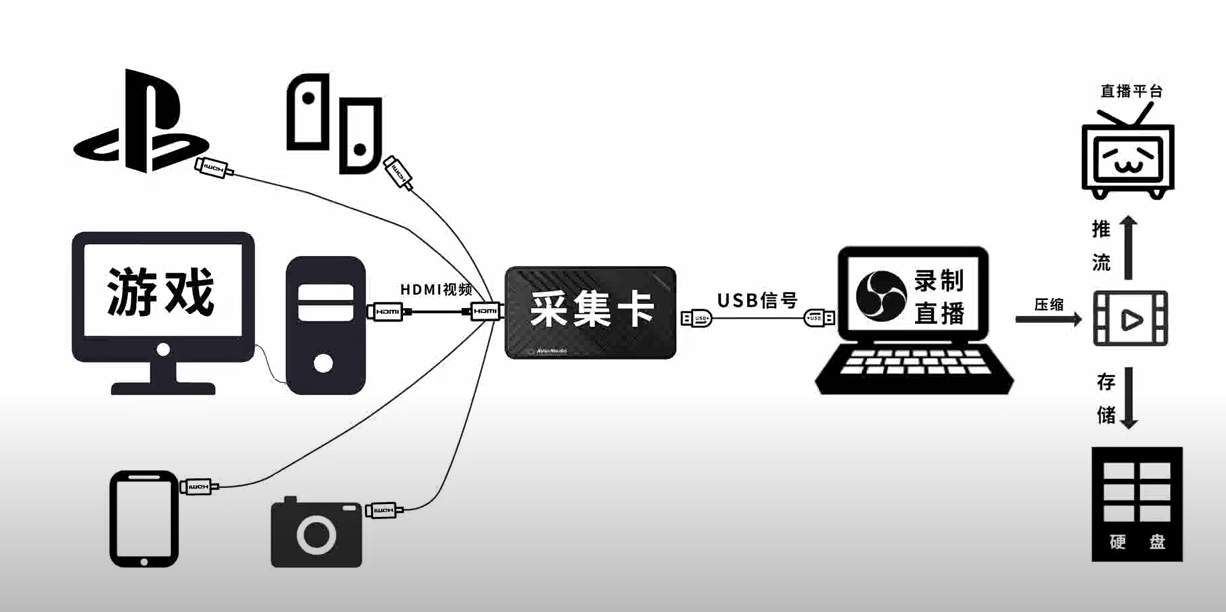 直播平台
HDMI
HDMI
游戏
HDMI视频
HDMI
HDMI
采集卡
AVerMedia
USB信号
USB
USB
录制
直播
压缩
推
流
存
储
HDMI
HDMI
硬 盘